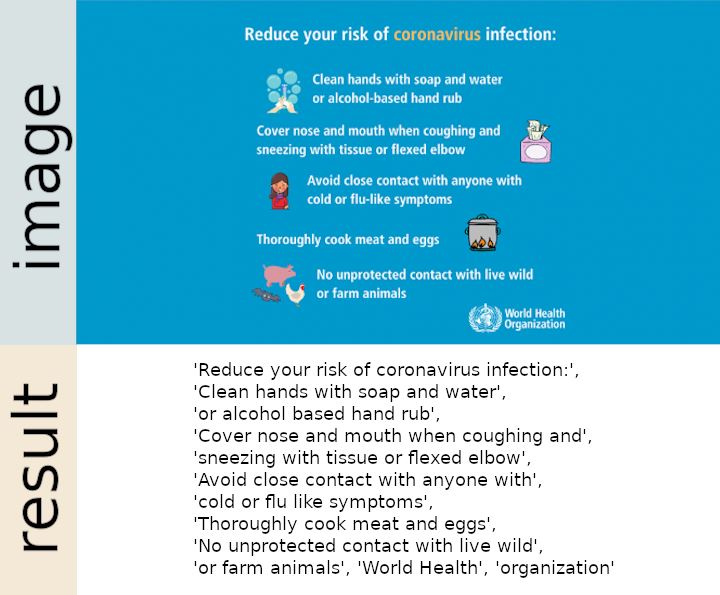 image
Reduce your risk of coronavirus infection:
Clean hands with soap and water
or alcohol-based hand rub
Cover nose and mouth when coughing and
sneezing with tissue or flexed elbow
Avoid close contact with anyone with
cold or flu-like symptoms
Thoroughly cook meat and eggs
No unprotected contact with live wild
or farm animals
World Health
Organization
result
'Reduce your risk of coronavirus infection:',
'Clean hands with soap and water',
'or alcohol based hand rub',
'Cover nose and mouth when coughing and',
'sneezing with tissue or flexed elbow',
'Avoid close contact with anyone with',
'cold or flu like symptoms',
'Thoroughly cook meat and eggs',
'No unprotected contact with live wild',
'or farm animals', 'World Health', 'organization'